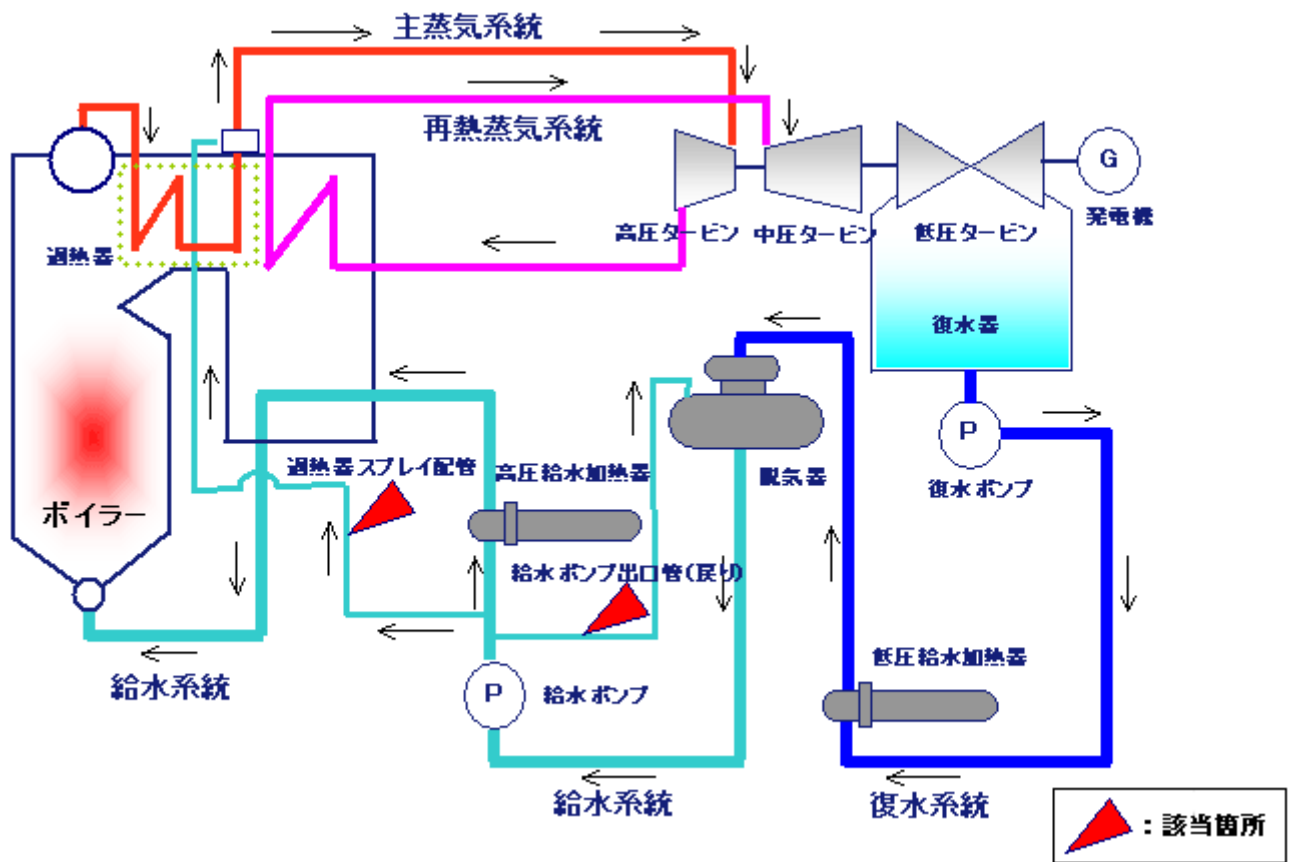 主蒸気系統
再熱蒸気系統
G
発電機
高圧タービン
中圧タービン
低圧タービン
過熱器
復水器
P
復水ポンプ
過熱器スプレイ配管
高圧給水加熱器
脱気器
ボイラー
給水ポンプ出口管(戻り)
低圧給水加熱器
給水系統
P
給水ポンプ
給水系統
復水系統
:該当箇所